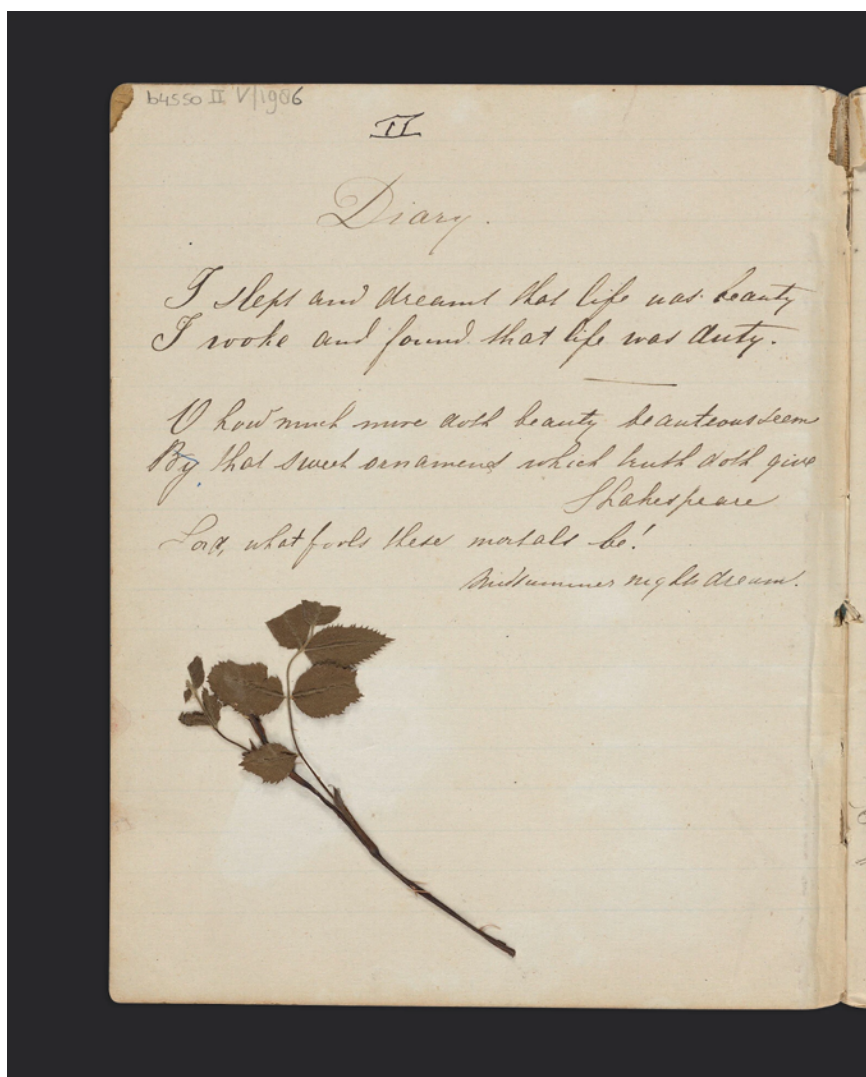 b4550 II V/1986
II
Diary.
I slept and dreamt that life was beauty
I woke and found that life was duty.
O how much more doth beauty beauteous seem
By that sweet ornament which truth doth give
Shakespeare
Lord, what fools these mortals be!
Midsummer nights dream.